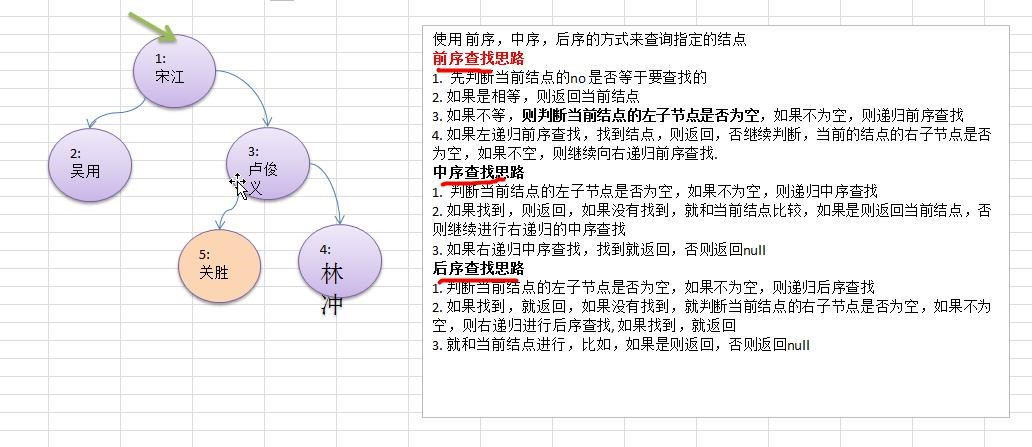 1:
宋江
2:
吴用
3:
卢俊
义
5:
关胜
4:
林
冲
使用前序，中序，后序的方式来查询指定的结点
前序查找思路
1. 先判断当前结点的no是否等于要查找的
2. 如果是相等，则返回当前结点
3. 如果不等，则判断当前结点的左子节点是否为空，如果不为空，则递归前序查找
4. 如果左递归前序查找，找到结点，则返回，否继续判断，当前的结点的右子节点是否
为空，如果不空，则继续向右递归前序查找.
中序查找思路
1. 判断当前结点的左子节点是否为空，如果不为空，则递归中序查找
2. 如果找到，则返回，如果没有找到，就和当前结点比较，如果是则返回当前结点，否
则继续进行右递归的中序查找
3. 如果右递归中序查找，找到就返回，否则返回null
后序查找思路
1. 判断当前结点的左子节点是否为空，如果不为空，则递归后序查找
2. 如果找到，就返回，如果没有找到，就判断当前结点的右子节点是否为空，如果不为
空，则右递归进行后序查找, 如果找到，就返回
3. 就和当前结点进行，比如，如果是则返回，否则返回null